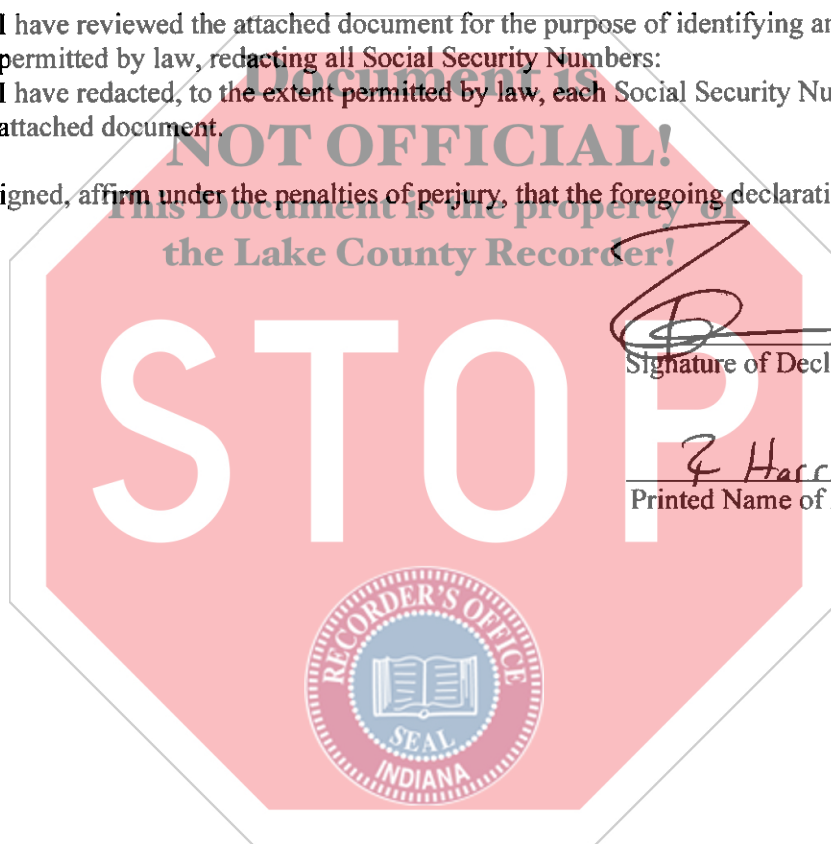 I have reviewed the attached document for the purpose of identifying an
permitted by law, redacting all Social Security Numbers:
Document is
I have redacted, to the extent permitted by law, each Social Security Nu
attached document.
NOT OFFICIAL!
igned, affirm under the penalties of perjury, that the foregoing declarati
This Document is the property of
the Lake County Recorder!
STOP
Signature of Decl
Harr
Printed Name of
RECORDER'S OFFICE
SEAL
INDIANA